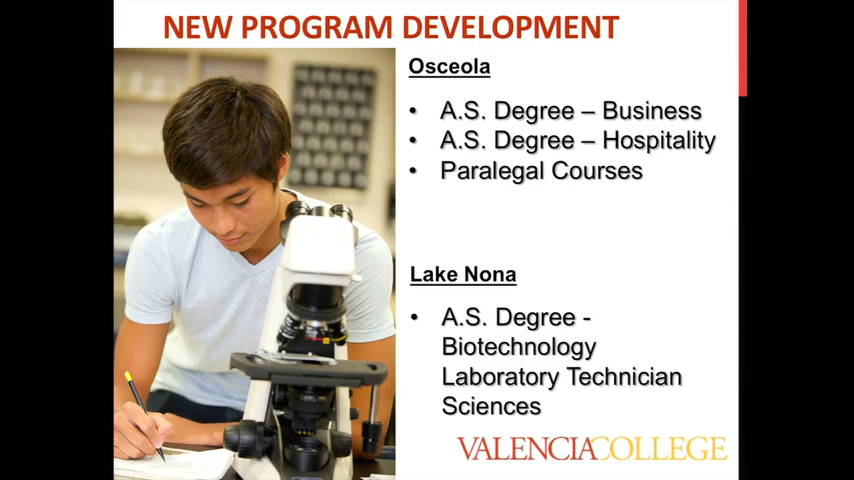 NEW PROGRAM DEVELOPMENT
Osceola
• A.S. Degree – Business
• A.S. Degree – Hospitality
• Paralegal Courses
Lake Nona
• A.S. Degree -
Biotechnology
Laboratory Technician
Sciences
VALENCIACOLLEGE